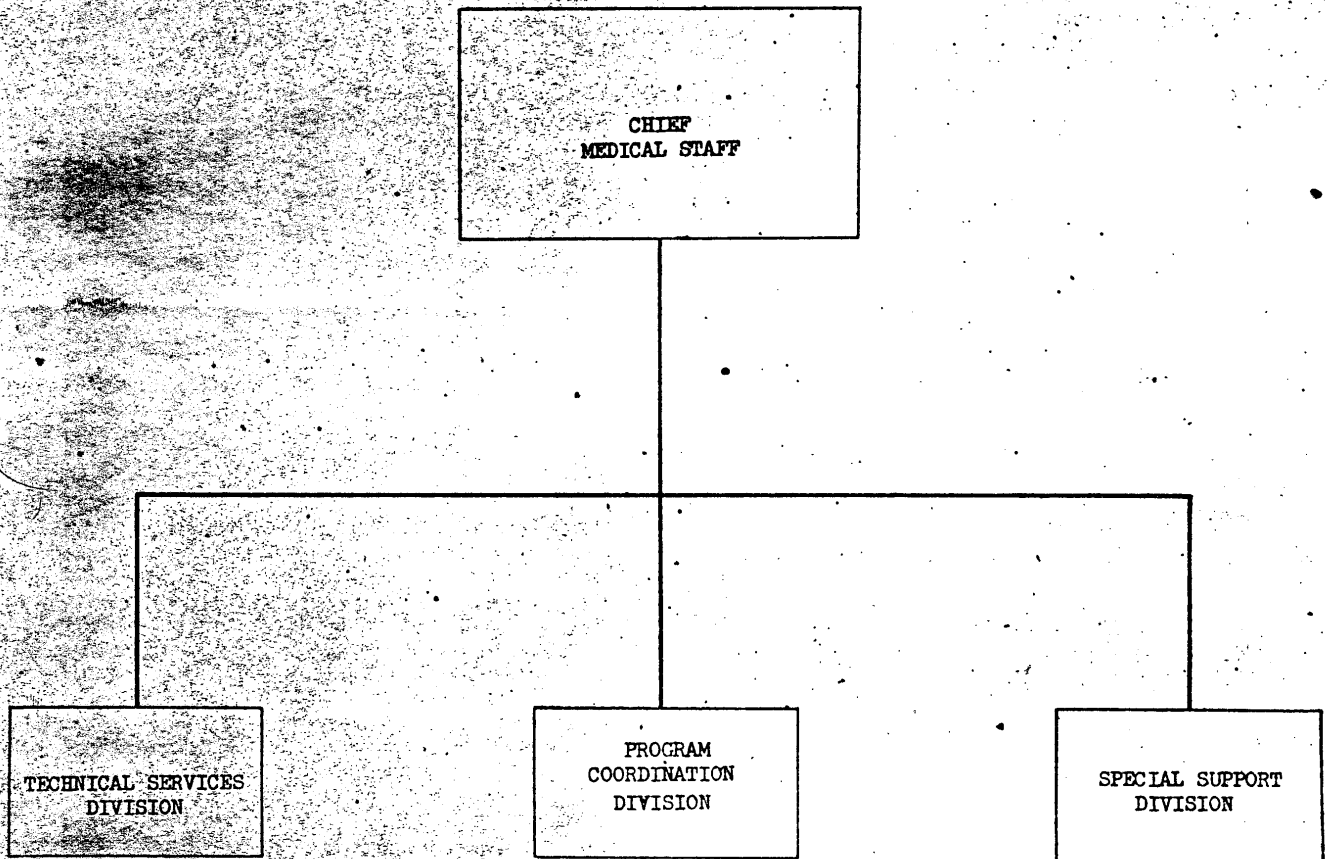 CHIEF
MEDICAL STAFF
TECHNICAL SERVICES
DIVISION
PROGRAM
COORDINATION
DIVISION
SPECIAL SUPPORT
DIVISION